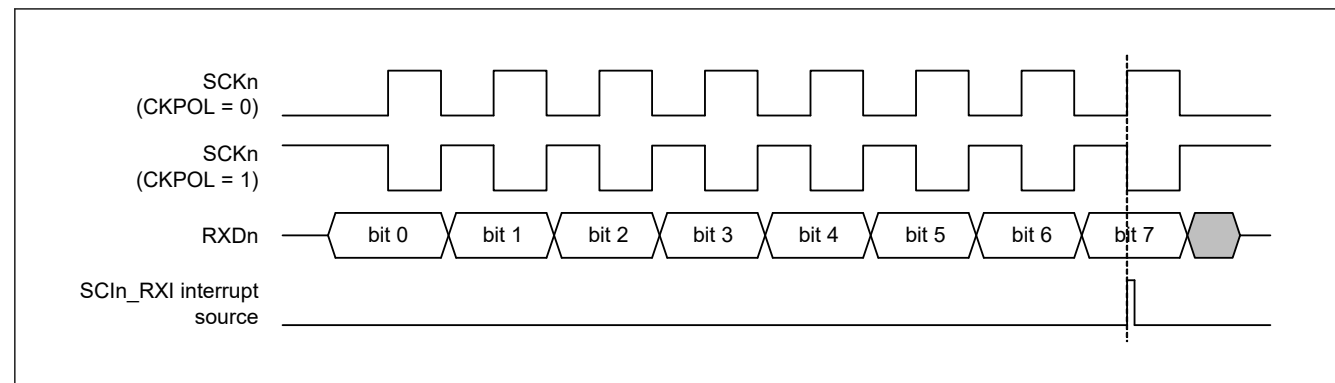 SCKn
(CKPOL = 0)
SCKn
(CKPOL = 1)
RXDn
bit 0 bit 1 bit 2 bit 3 bit 4 bit 5 bit 6 bit 7
SCIn_RXI interrupt
source